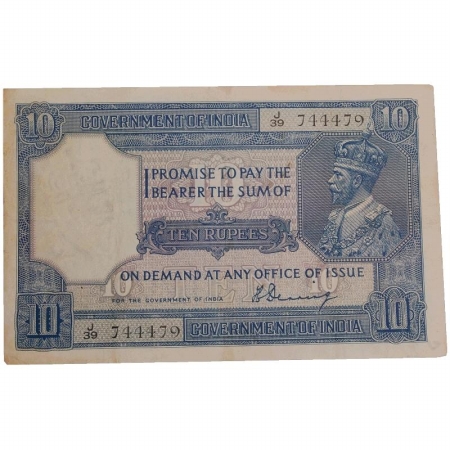 10 GOVERNMENT OF INDIA J/39 744479 10
I PROMISE TO PAY THE
BEARER THE SUM OF
TEN RUPEES
ON DEMAND AT ANY OFFICE OF ISSUE
10 10
FOR THE GOVERNMENT OF INDIA
10 J/39 744479 GOVERNMENT OF INDIA 10